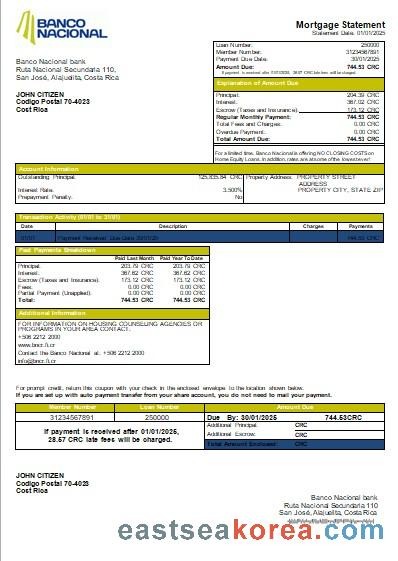 BANCO
NACIONAL
Mortgage Statement
Statement Date: 01/01/2025
Loan Number: 250000
Member Number: 31234567891
Payment Due Date: 30/01/2025
Amount Due: 744.53 CRC
Banco Nacional bank
Ruta Nacional Secundaria 110,
San José, Alajuelita, Costa Rica
Explanation of Amount Due
JOHN CITIZEN
Codigo Postal 70-4023
Cost Rica
Principal: 204.39 CRC
Interest: 367.02 CRC
Escrow (Taxes and Insurance): 173.12 CRC
Regular Monthly Payment: 744.53 CRC
Total Fees and Charges: 0.00 CRC
Overdue Payment: 0.00 CRC
Total Amount Due: 744.53 CRC
For a limited time, Banco Nacional is offering NO CLOSING COSTS on
Home Equity Loans. In addition, rates are at some of the lowest ever!
Account Information
Outstanding Principal: 125,835.84 CRC Property Address: PROPERTY STREET
ADDRESS
Interest Rate: 3.500% PROPERTY CITY, STATE ZIP
Prepayment Penalty: No
Transaction Activity (01/01 to 31/01)
Date Description Charges Payments
01/01 Payment Received Due Date 30/01/25 744.53 CRC
Past Payments Breakdown
Paid Last Month Paid Year To Date
Principal: 203.79 CRC 203.79 CRC
Interest: 367.62 CRC 367.62 CRC
Escrow (Taxes and Insurance): 173.12 CRC 173.12 CRC
Fees: 0.00 CRC 0.00 CRC
Partial Payment (Unapplied): 0.00 CRC 0.00 CRC
Total: 744.53 CRC 744.53 CRC
Additional Information
FOR INFORMATION ON HOUSING COUNSELING AGENCIES OR
PROGRAMS IN YOUR AREA CONTACT:
+506 2212 2000
www.bncr.fi.cr
Contact the Banco Nacional at: +506 2212 2000
info@bncr.fi.cr
For prompt credit, return this coupon with your check in the enclosed envelope to the location shown below.
If you are set up with auto payment transfer from your share account, you do not need to mail your payment.
Member Number Loan Number Amount Due
31234567891 250000 Due By: 30/01/2025 744.53CRC
If payment is received after 01/01/2025,
28.57 CRC late fees will be charged.
Additional Principal: CRC
Additional Escrow: CRC
Total Amount Enclosed: CRC
JOHN CITIZEN
Codigo Postal 70-4023
Cost Rica
Banco Nacional bank
Ruta Nacional Secundaria 110,
San José, Alajuelita, Costa Rica
eastseakorea.com